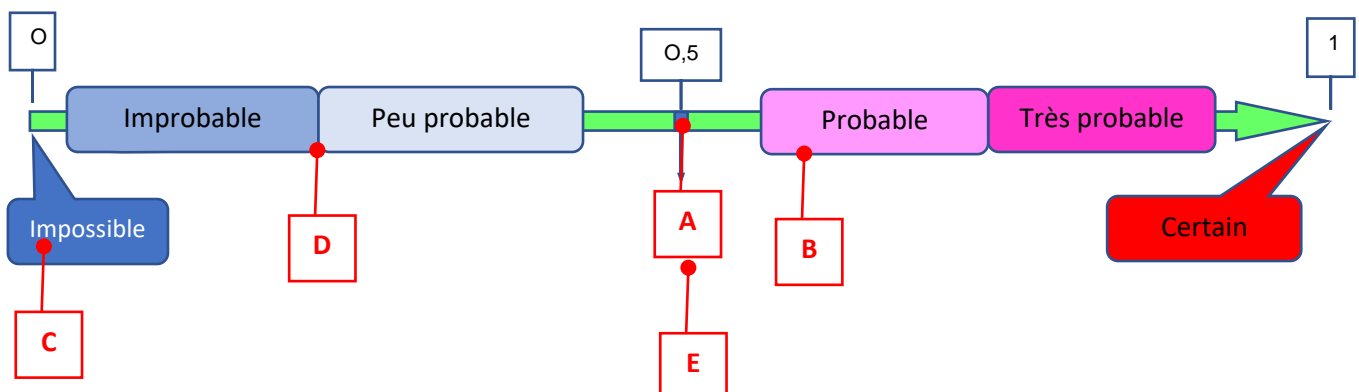 O
O,5
1
Improbable
Peu probable
Probable
Très probable
Impossible
Certain
D
A
B
C
E